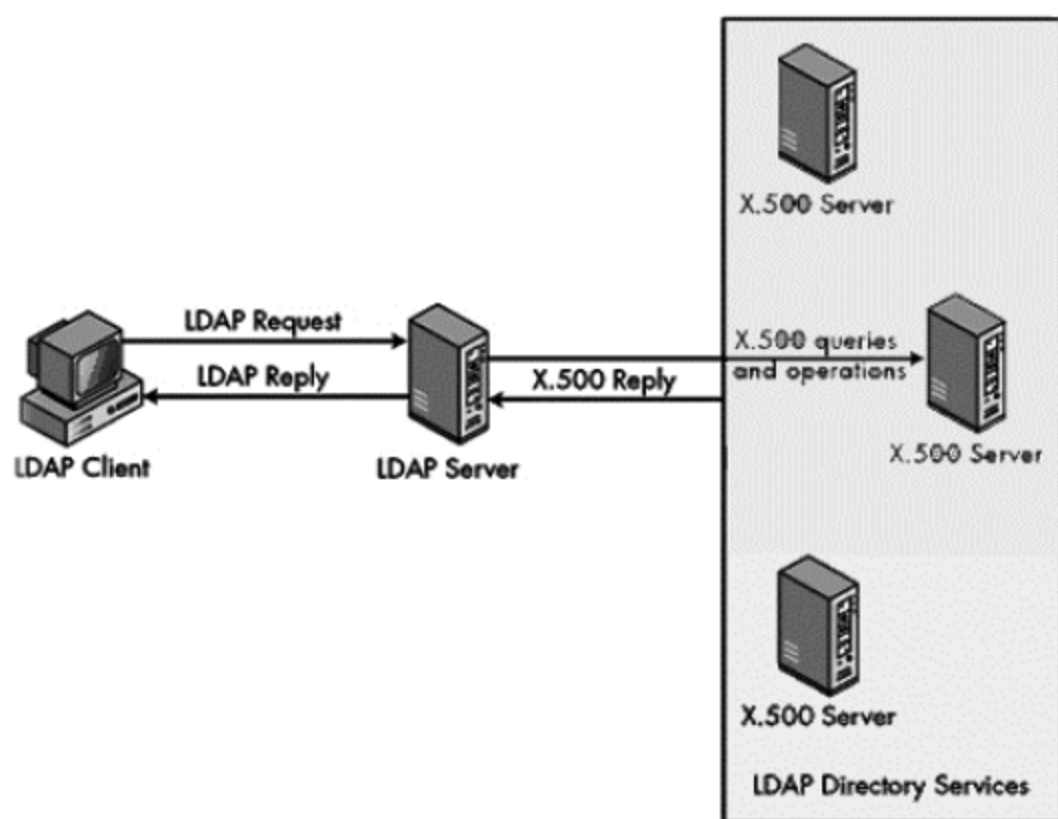 X.500 Server
LDAP Request
X.500 queries
and operations
LDAP Reply
X.500 Reply
LDAP Client
LDAP Server
X.500 Server
X.500 Server
LDAP Directory Services